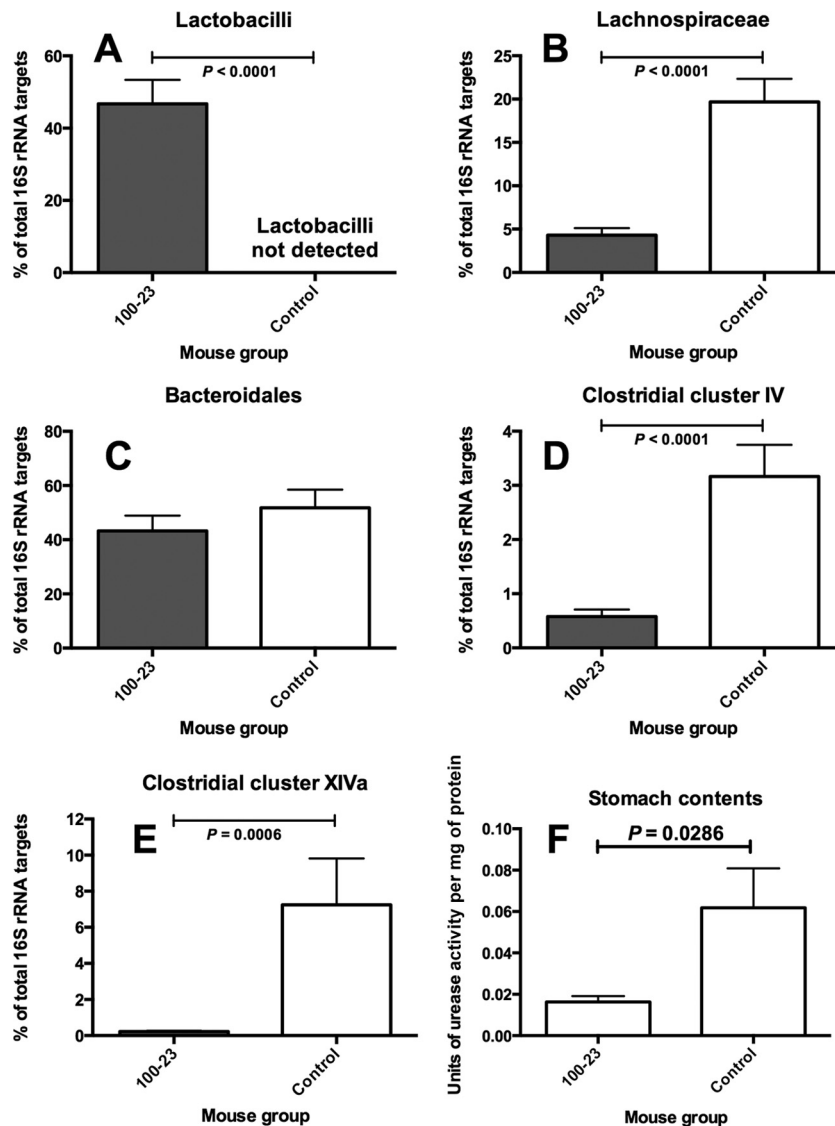 Lactobacilli
A
P < 0.0001
% of total 16S rRNA targets
60
40
20
0
Lactobacilli
not detected
100-23
Control
Mouse group
Lachnospiraceae
B
P < 0.0001
% of total 16S rRNA targets
25
20
15
10
5
0
100-23
Control
Mouse group
Bacteroidales
C
% of total 16S rRNA targets
80
60
40
20
0
100-23
Control
Mouse group
Clostridial cluster IV
D
P < 0.0001
% of total 16S rRNA targets
4
3
2
1
0
100-23
Control
Mouse group
Clostridial cluster XIVa
E
P = 0.0006
% of total 16S rRNA targets
12
10
8
6
4
2
0
100-23
Control
Mouse group
Stomach contents
F
P = 0.0286
Units of urease activity per mg of protein
0.10
0.08
0.06
0.04
0.02
0.00
100-23
Control
Mouse group